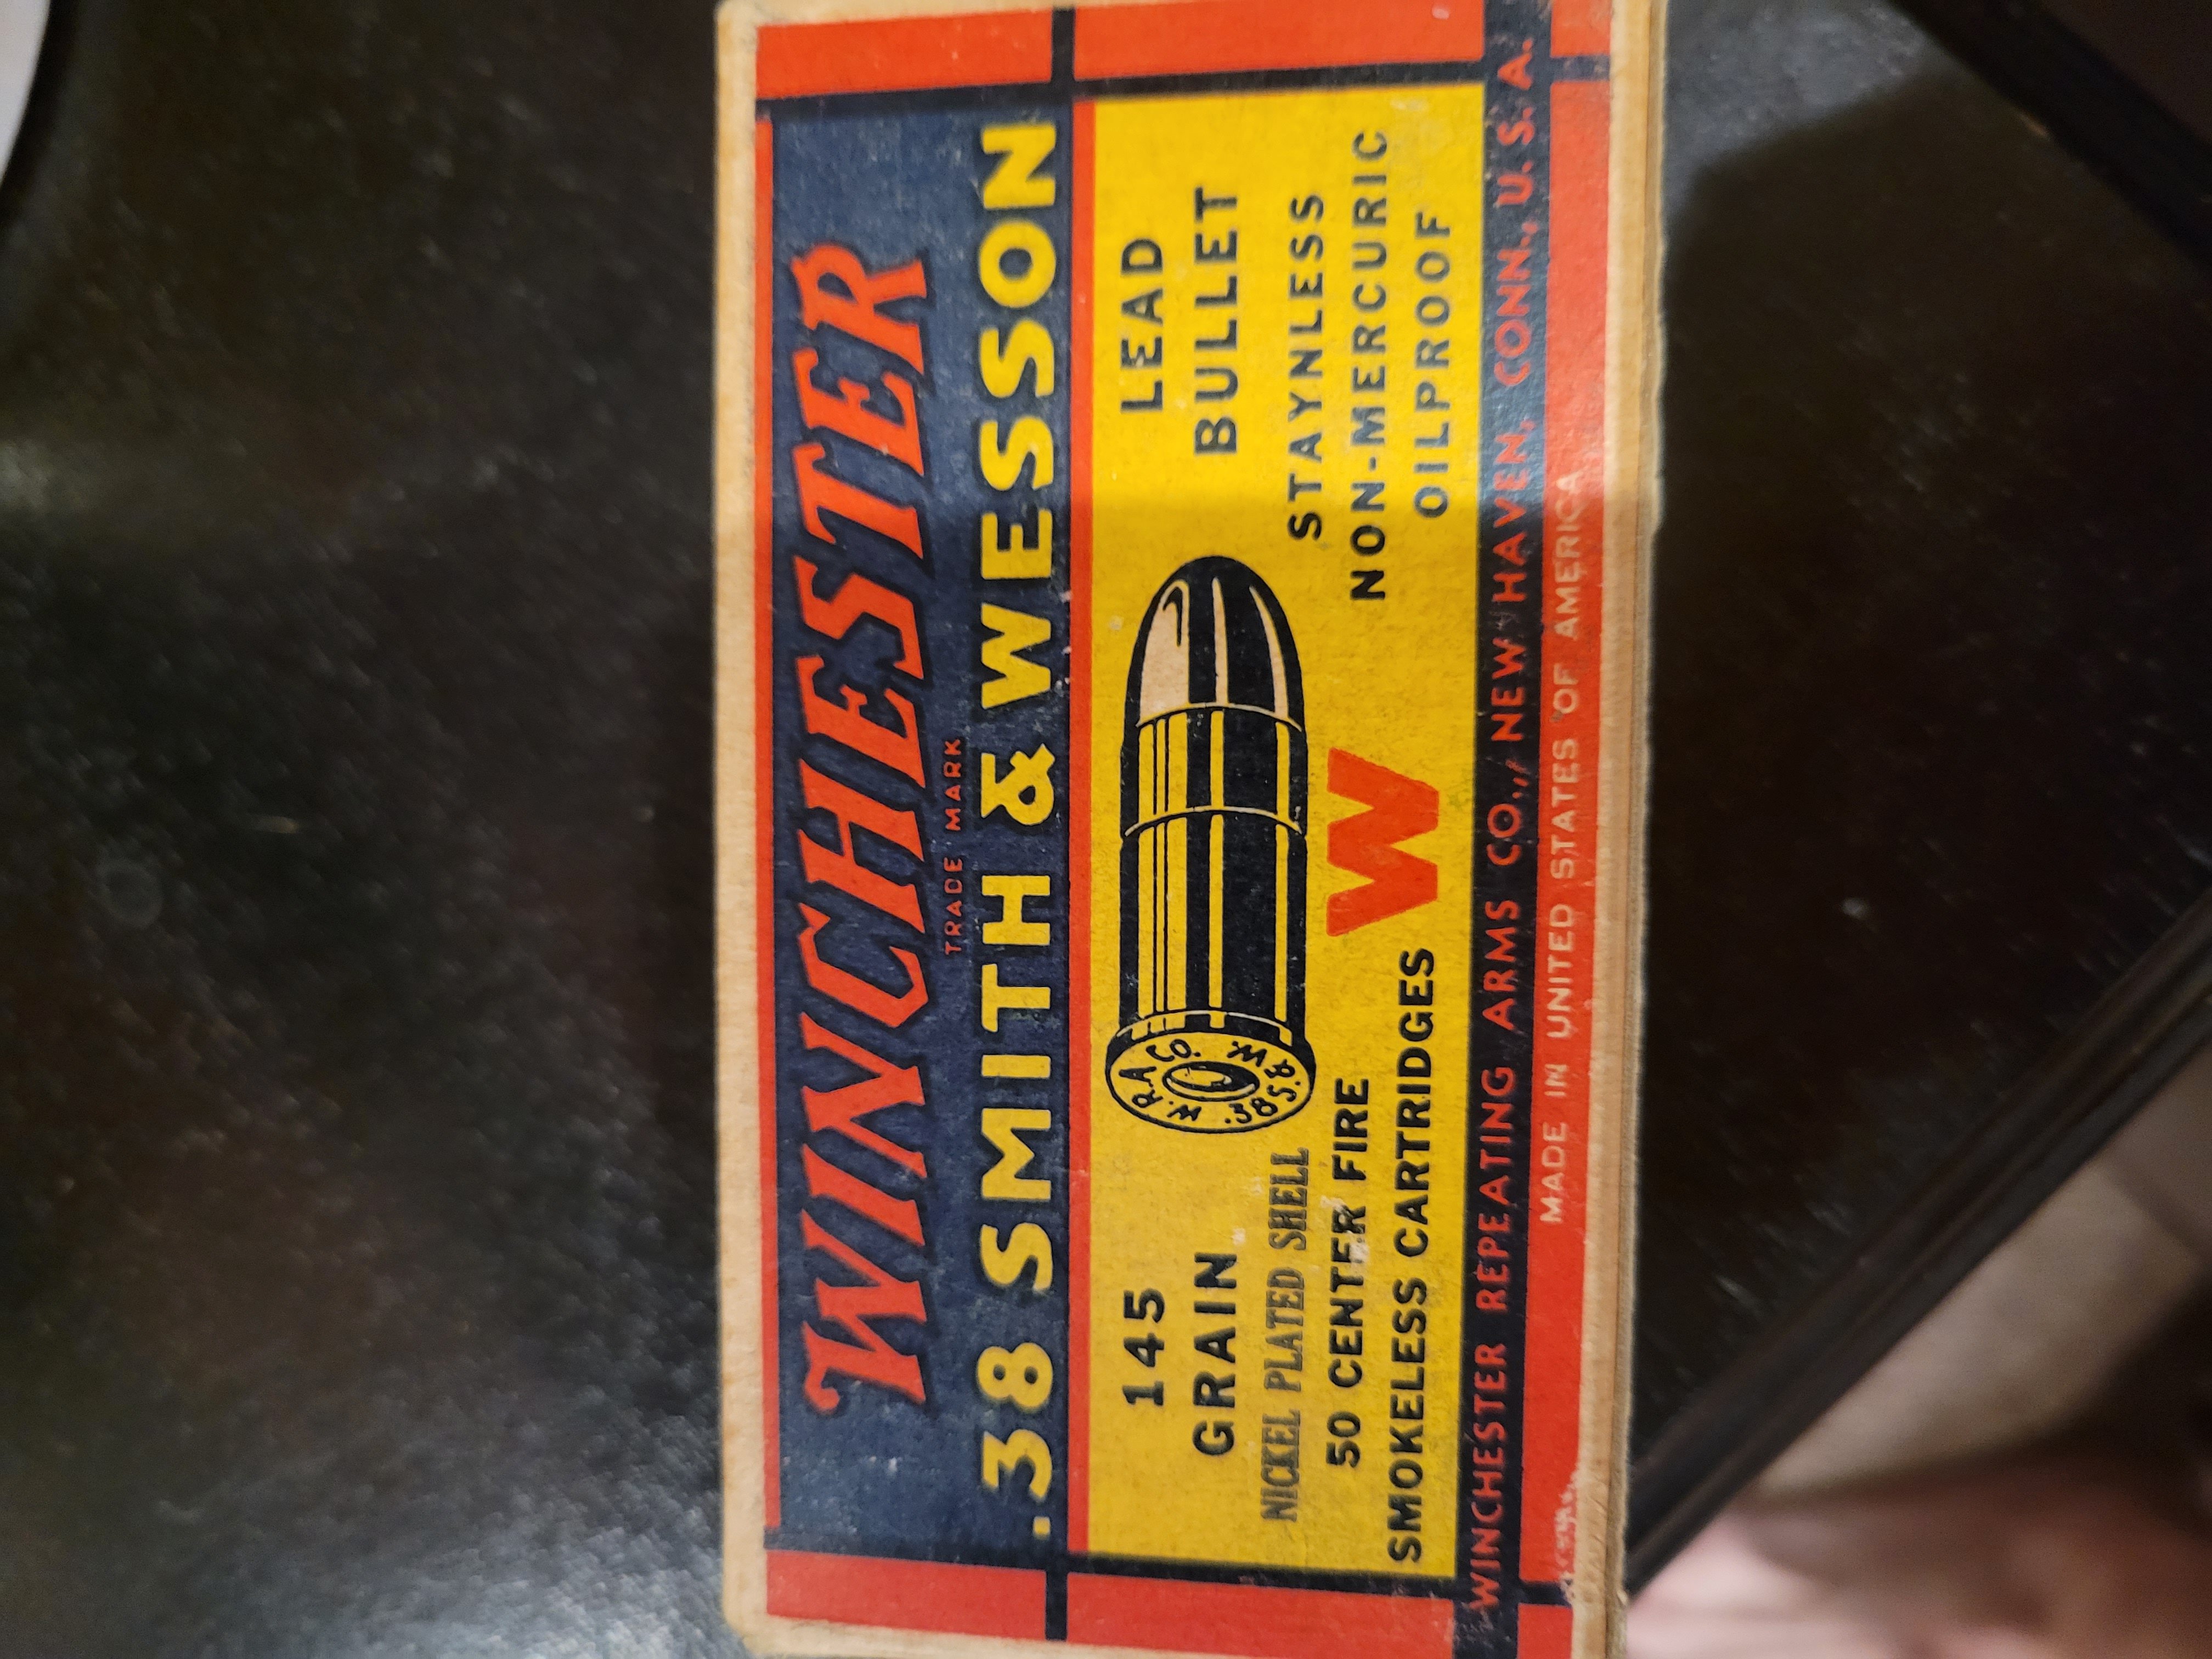 WINCHESTER
TRADE MARK
.38 SMITH & WESSON
145
GRAIN
NICKEL PLATED SHELL
50 CENTER FIRE
SMOKELESS CARTRIDGES
W.R.A. CO.
.38 S.& W.
W
LEAD
BULLET
STAYNLESS
NON-MERCURIC
OILPROOF
WINCHESTER REPEATING ARMS CO., NEW HAVEN, CONN., U.S.A.
MADE IN UNITED STATES OF AMERICA